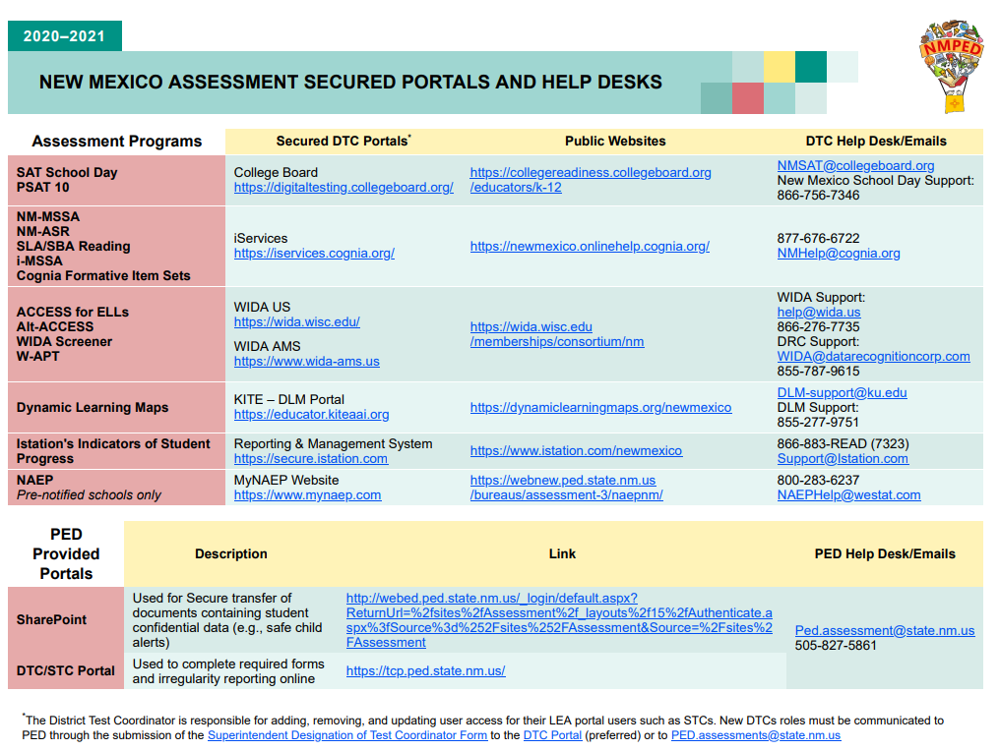 2020–2021
NMPED
NEW MEXICO ASSESSMENT SECURED PORTALS AND HELP DESKS
Assessment Programs
Secured DTC Portals*
Public Websites
DTC Help Desk/Emails
SAT School Day
PSAT 10
College Board
https://digitaltesting.collegeboard.org/
https://collegereadiness.collegeboard.org
/educators/k-12
NMSAT@collegeboard.org
New Mexico School Day Support:
866-756-7346
NM-MSSA
NM-ASR
SLA/SBA Reading
i-MSSA
Cognia Formative Item Sets
iServices
https://iservices.cognia.org/
https://newmexico.onlinehelp.cognia.org/
877-676-6722
NMHelp@cognia.org
ACCESS for ELLs
Alt-ACCESS
WIDA Screener
W-APT
WIDA US
https://wida.wisc.edu/
WIDA AMS
https://www.wida-ams.us
https://wida.wisc.edu
/memberships/consortium/nm
WIDA Support:
help@wida.us
866-276-7735
DRC Support:
WIDA@datarecognitioncorp.com
855-787-9615
Dynamic Learning Maps
KITE – DLM Portal
https://educator.kiteaai.org
https://dynamiclearningmaps.org/newmexico
DLM-support@ku.edu
DLM Support:
855-277-9751
Istation's Indicators of Student
Progress
Reporting & Management System
https://secure.istation.com
https://www.istation.com/newmexico
866-883-READ (7323)
Support@Istation.com
NAEP
Pre-notified schools only
MyNAEP Website
https://www.mynaep.com
https://webnew.ped.state.nm.us
/bureaus/assessment-3/naepnm/
800-283-6237
NAEPHelp@westat.com
PED
Provided
Portals
Description
Link
PED Help Desk/Emails
SharePoint
Used for Secure transfer of
documents containing student
confidential data (e.g., safe child
alerts)
http://webed.ped.state.nm.us/_login/default.aspx?
ReturnUrl=%2fsites%2fAssessment%2f_layouts%2f15%2fAuthenticate.a
spx%3fSource%3d%252Fsites%252FAssessment&Source=%2Fsites%2
FAssessment
Ped.assessment@state.nm.us
505-827-5861
DTC/STC Portal
Used to complete required forms
and irregularity reporting online
https://tcp.ped.state.nm.us/
*The District Test Coordinator is responsible for adding, removing, and updating user access for their LEA portal users such as STCs. New DTCs roles must be communicated to
PED through the submission of the Superintendent Designation of Test Coordinator Form to the DTC Portal (preferred) or to PED.assessments@state.nm.us